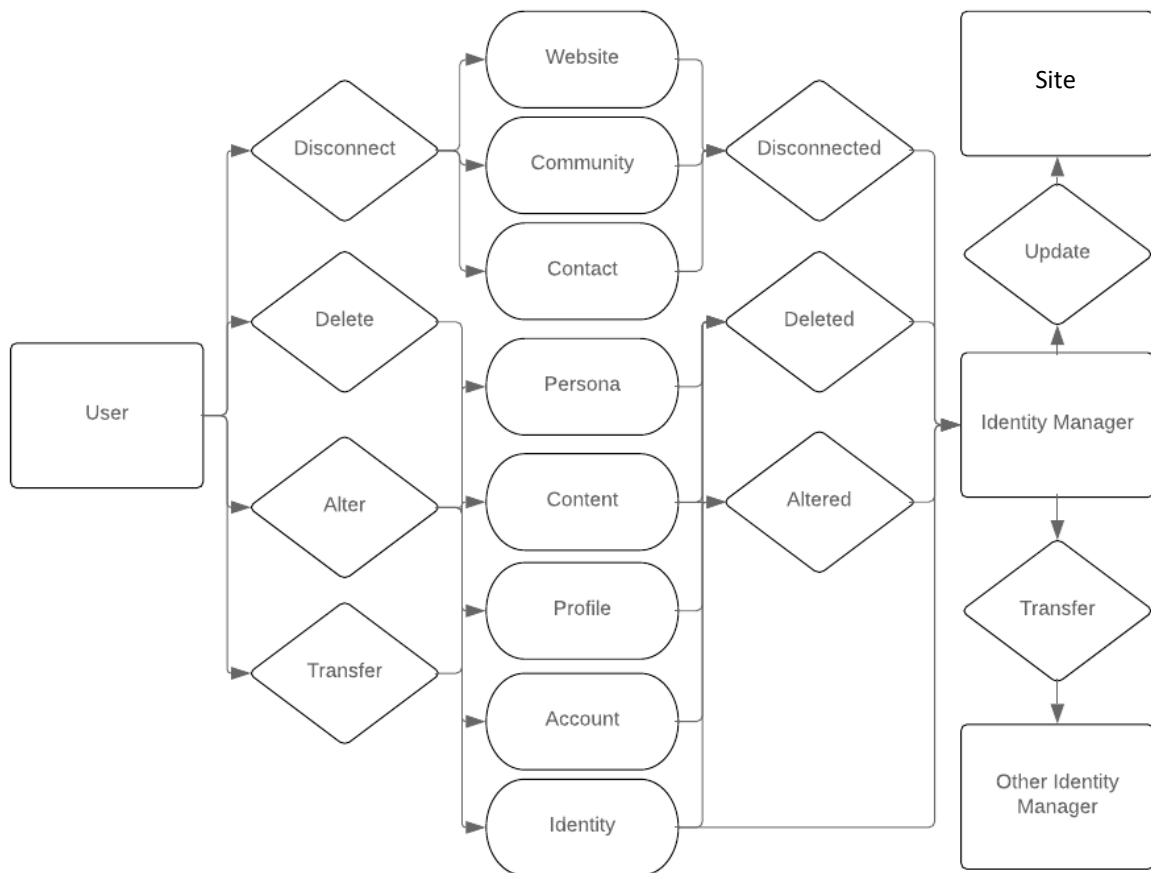 Website
Site
Disconnect
Community
Disconnected
Contact
Update
Delete
Deleted
Persona
User
Identity Manager
Alter
Content
Altered
Profile
Transfer
Transfer
Account
Identity
Other Identity
Manager